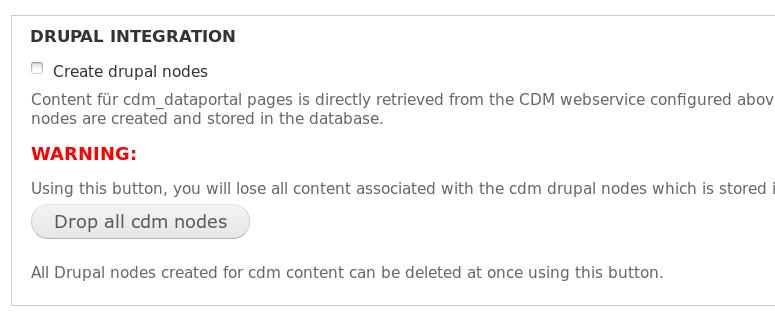 DRUPAL INTEGRATION
Create drupal nodes
Content für cdm_dataportal pages is directly retrieved from the CDM webservice configured abov
nodes are created and stored in the database.
WARNING:
Using this button, you will lose all content associated with the cdm drupal nodes which is stored i
Drop all cdm nodes
All Drupal nodes created for cdm content can be deleted at once using this button.